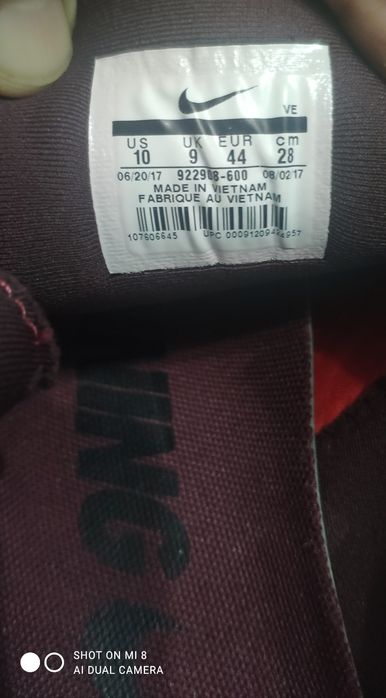 VE
US UK EUR cm
10 9 44 28
06/20/17 922908-600 08/02/17
MADE IN VIETNAM
FABRIQUE AU VIETNAM
107606645
WING
SHOT ON MI 8
AI DUAL CAMERA